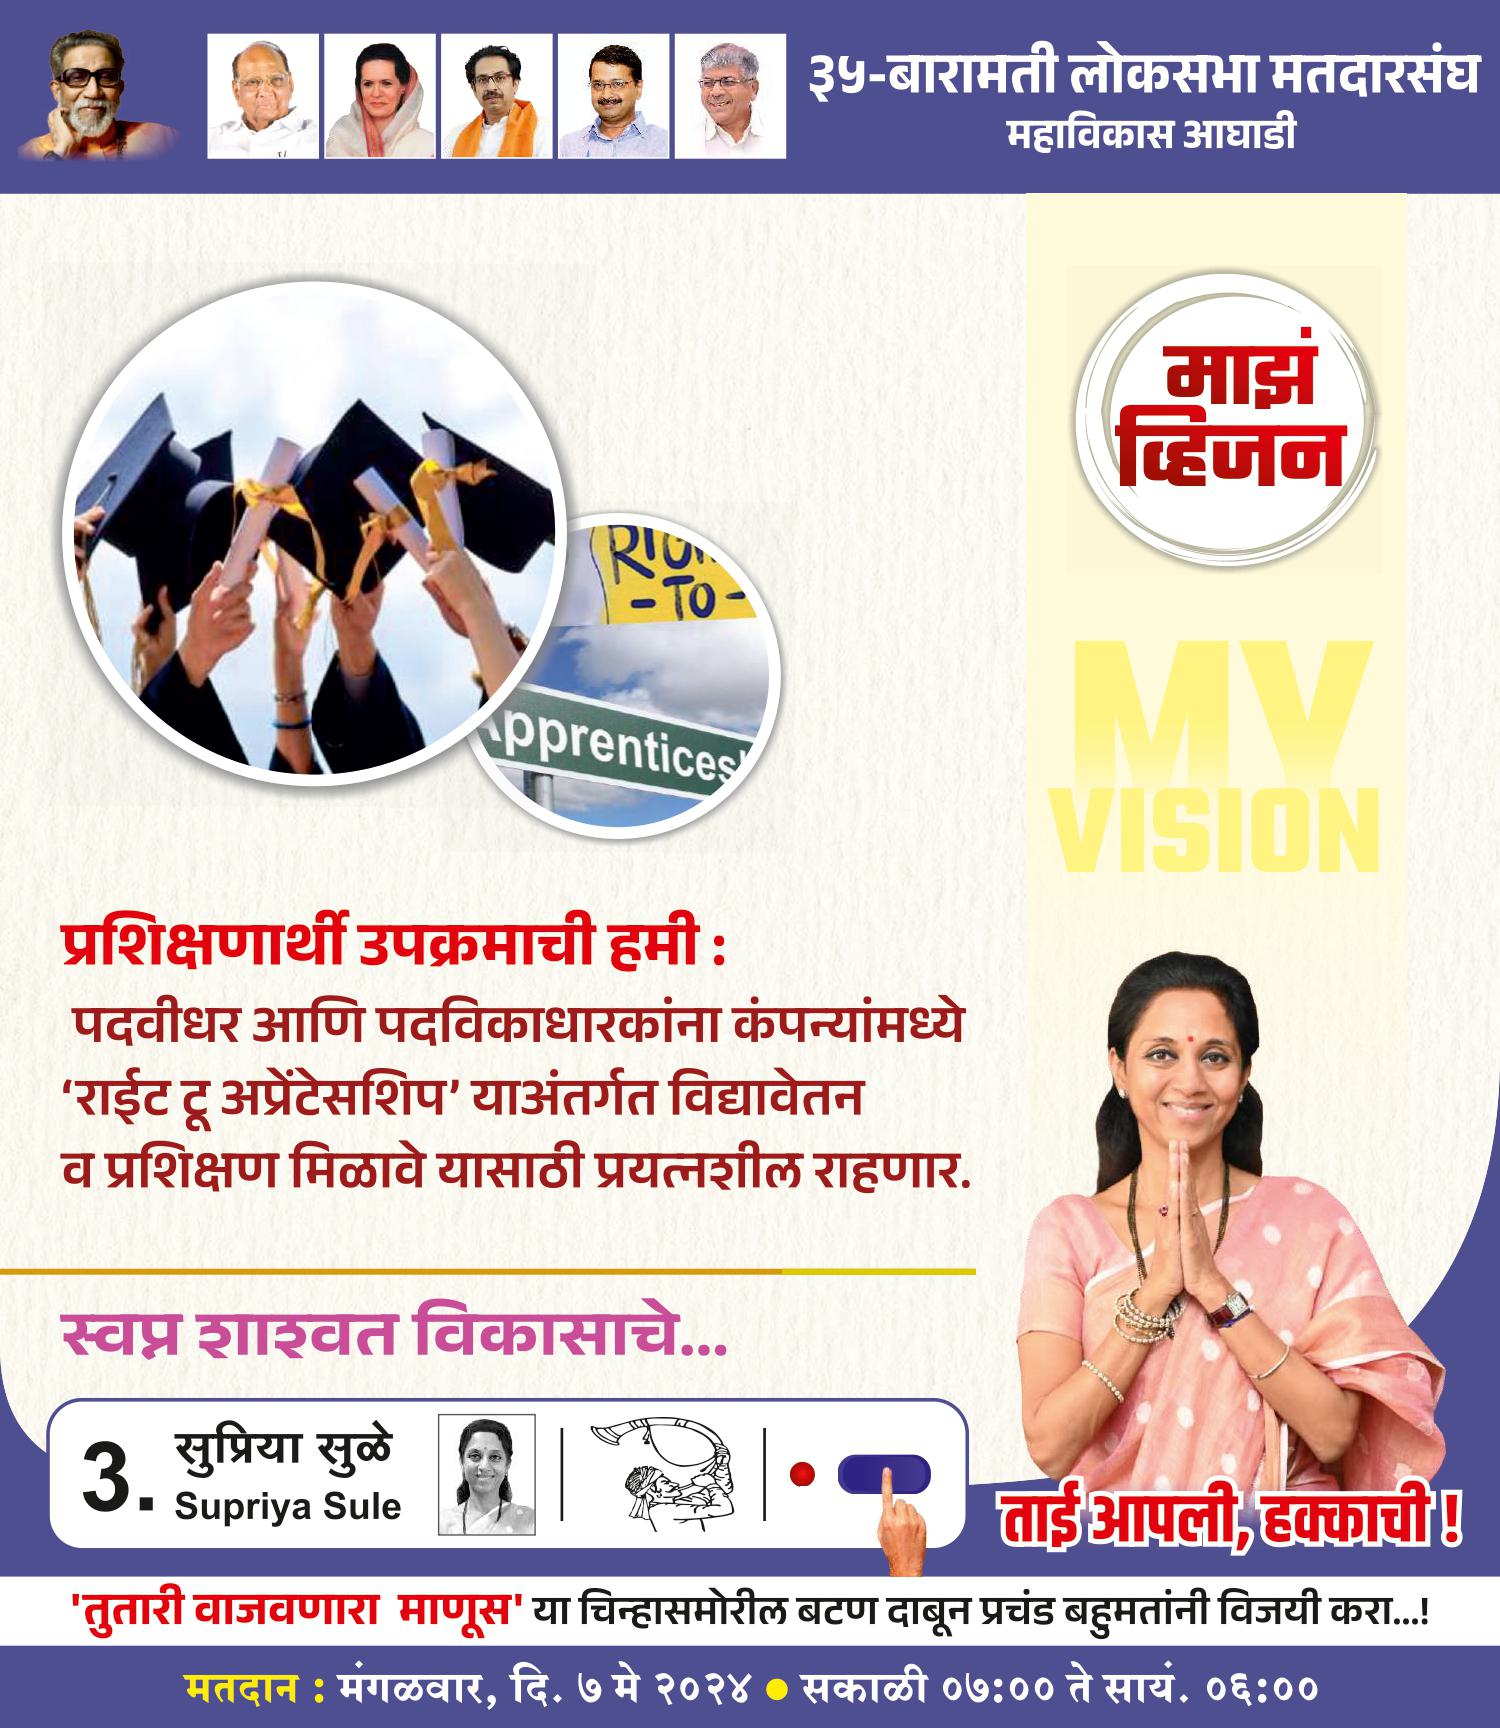 ३५-बारामती लोकसभा मतदारसंघ
महाविकास आघाडी
माझं
व्हिजन
MY
VISION
- TO -
प्रशिक्षणार्थी उपक्रमाची हमी :
पदवीधर आणि पदविकाधारकांना कंपन्यांमध्ये
‘राईट टू अप्रेंटेसशिप’ याअंतर्गत विद्यावेतन
व प्रशिक्षण मिळावे यासाठी प्रयत्नशील राहणार.
स्वप्न शाश्वत विकासाचे...
3. सुप्रिया सुळे
Supriya Sule
ताई आपली, हक्काची !
'तुतारी वाजवणारा माणूस' या चिन्हासमोरील बटण दाबून प्रचंड बहुमतांनी विजयी करा...!
मतदान : मंगळवार, दि. ७ मे २०२४ ● सकाळी ०७:०० ते सायं. ०६:००